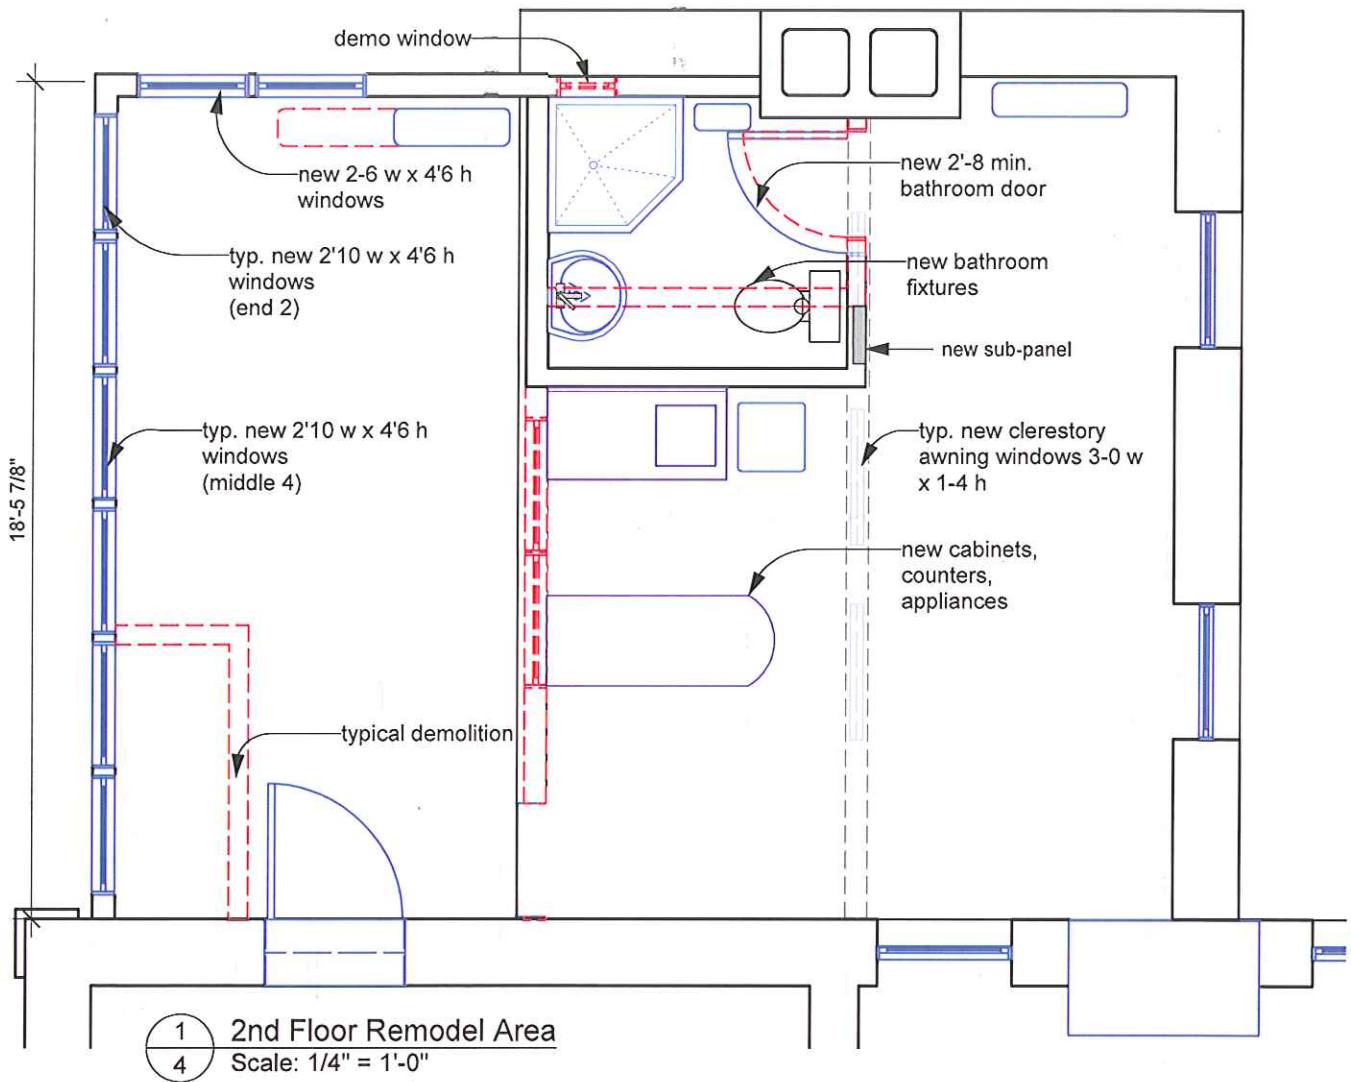 demo window
new 2-6 w x 4'6 h
windows
new 2'-8 min.
bathroom door
typ. new 2'10 w x 4'6 h
windows
(end 2)
new bathroom
fixtures
new sub-panel
typ. new 2'10 w x 4'6 h
windows
(middle 4)
typ. new clerestory
awning windows 3-0 w
x 1-4 h
18'-5 7/8"
new cabinets,
counters,
appliances
typical demolition
1
4
2nd Floor Remodel Area
Scale: 1/4" = 1'-0"